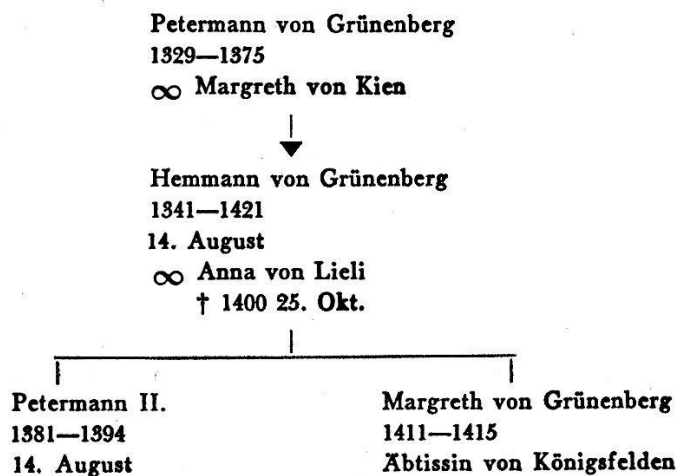 Petermann von Grünenberg
1329—1375
∞ Margreth von Kien
Hemmann von Grünenberg
1341—1421
14. August
∞ Anna von Lieli
† 1400 25. Okt.
Petermann II.
1381—1394
14. August
Margreth von Grünenberg
1411—1415
Äbtissin von Königsfelden